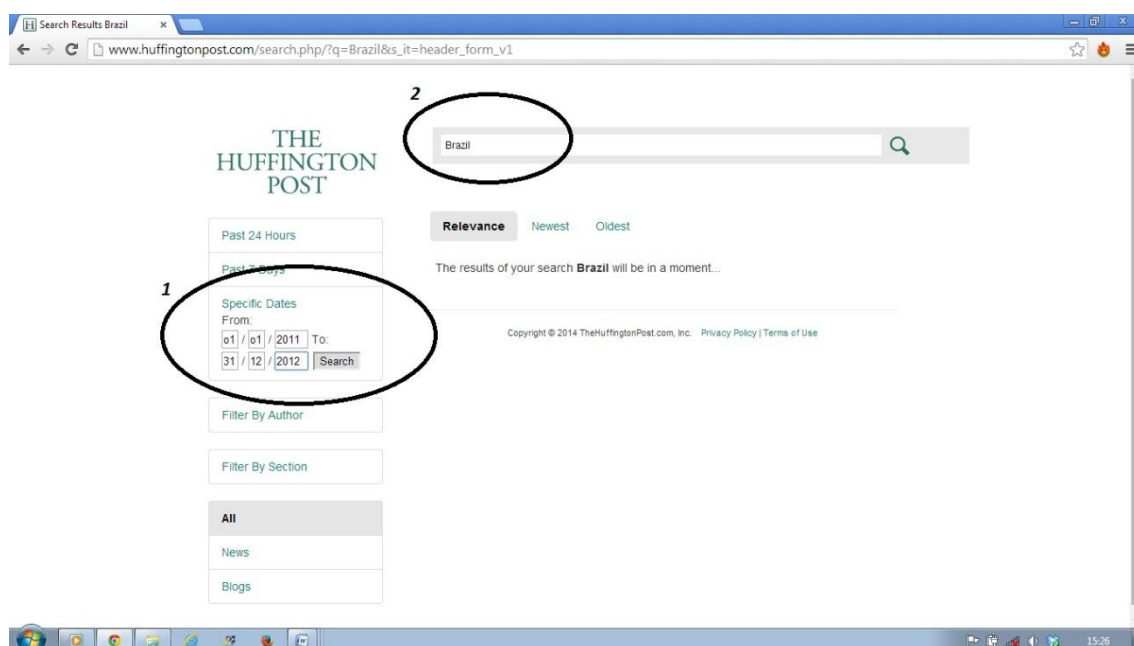 Search Results Brazil
www.huffingtonpost.com/search.php/?q=Brazil&s_it=header_form_v1
2
THE
HUFFINGTON
POST
Brazil
Relevance Newest Oldest
The results of your search Brazil will be in a moment...
Copyright © 2014 TheHuffingtonPost.com, Inc. Privacy Policy | Terms of Use
Past 24 Hours
Past 7 Days
1
Specific Dates
From:
o1 / o1 / 2011 To:
31 / 12 / 2012 Search
Filter By Author
Filter By Section
All
News
Blogs
15:26